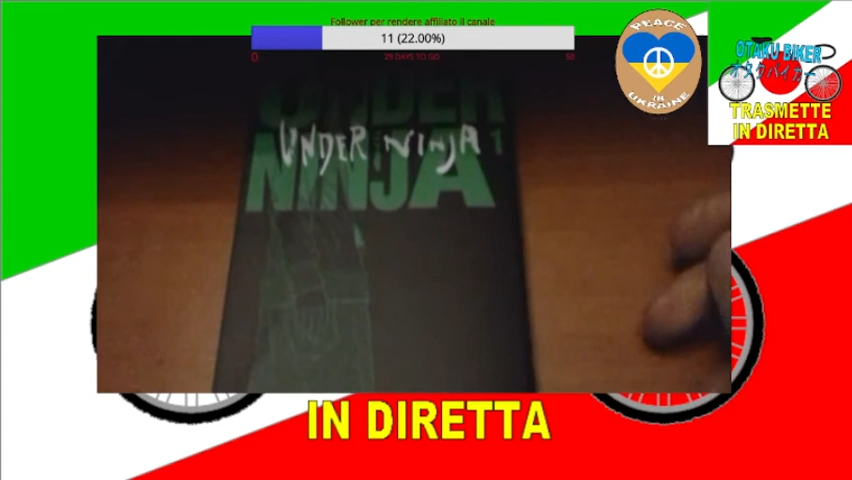 Follower per rendere affiliato il canale
11 (22.00%)
0
29 DAYS TO GO
50
PEACE
IN
UKRAINE
OTAKU BIKER
オタクバイカー
TRASMETTE
IN DIRETTA
UNDER
NINJA
UNDER NINJA
1
IN DIRETTA